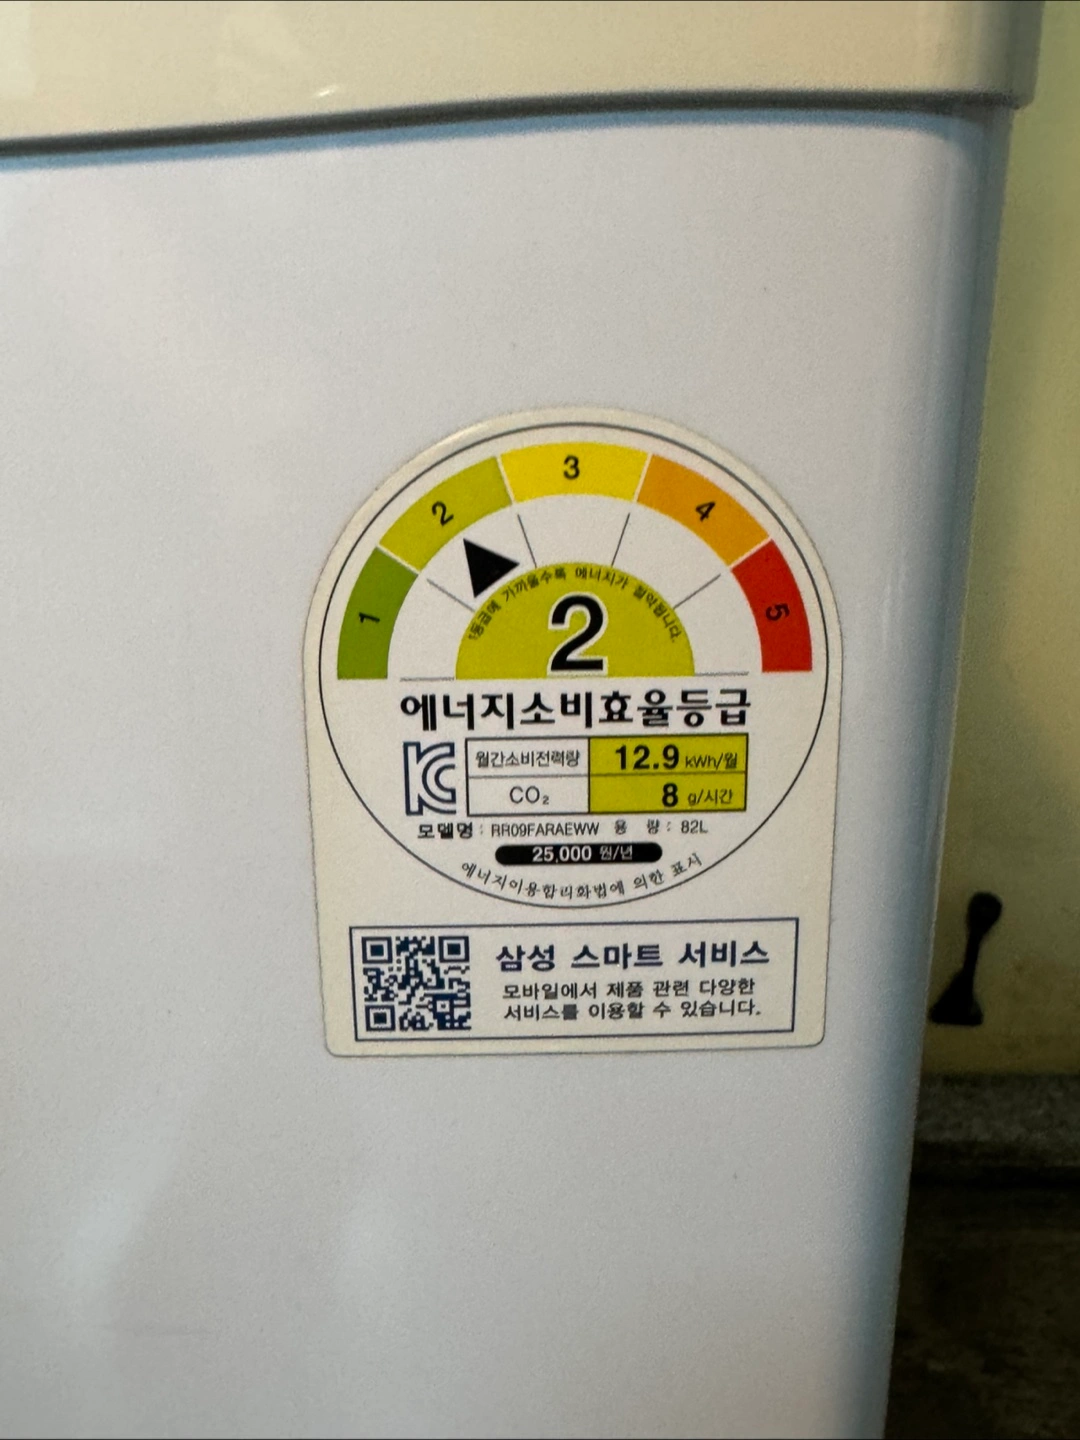 1
2
3
4
5
1등급에 가까울수록 에너지가 절약됩니다.
2
에너지소비효율등급
월간소비전력량 12.9 kWh/월
CO₂ 8 g/시간
모델명 : RR09FARAEWW 용 량 : 82L
25,000 원/년
에너지이용합리화법에 의한 표시
삼성 스마트 서비스
모바일에서 제품 관련 다양한
서비스를 이용할 수 있습니다.